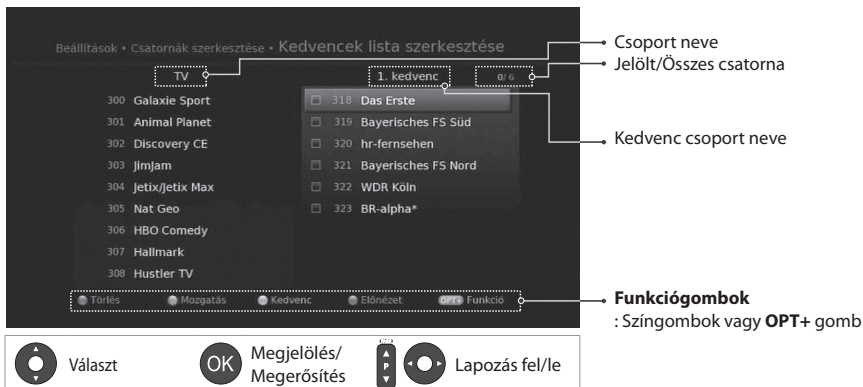 Beállítások • Csatornák szerkesztése • Kedvencek lista szerkesztése
TV
1. kedvenc
0/ 6
300 Galaxie Sport
301 Animal Planet
302 Discovery CE
303 JimJam
304 Jetix/Jetix Max
305 Nat Geo
306 HBO Comedy
307 Hallmark
308 Hustler TV
318 Das Erste
319 Bayerisches FS Süd
320 hr-fernsehen
321 Bayerisches FS Nord
322 WDR Köln
323 BR-alpha*
Törlés Mozgatás Kedvenc Előnézet OPT+ Funkció
Csoport neve
Jelölt/Összes csatorna
Kedvenc csoport neve
Funkciógombok
: Színgombok vagy OPT+ gomb
Választ
OK Megjelölés/
Megerősítés
P
Lapozás fel/le